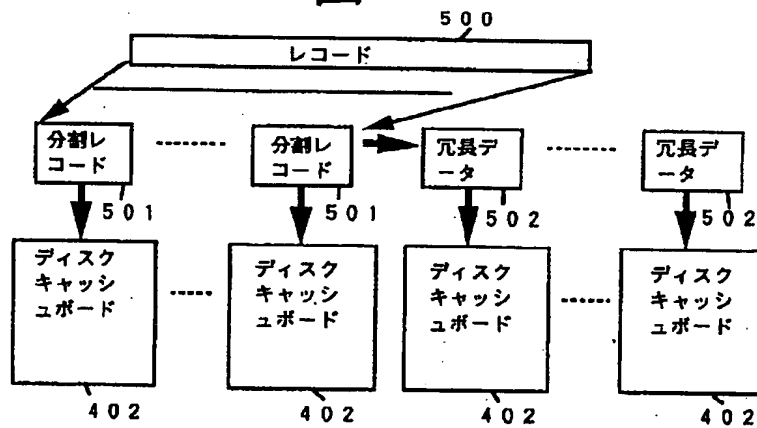 500
レコード
分割レ
コード
分割レ
コード
冗長デ
ータ
冗長デ
ータ
501
501
502
502
ディスク
キャッシ
ュボード
ディスク
キャッシ
ュボード
ディスク
キャッシ
ュボード
ディスク
キャッシ
ュボード
402
402
402
402